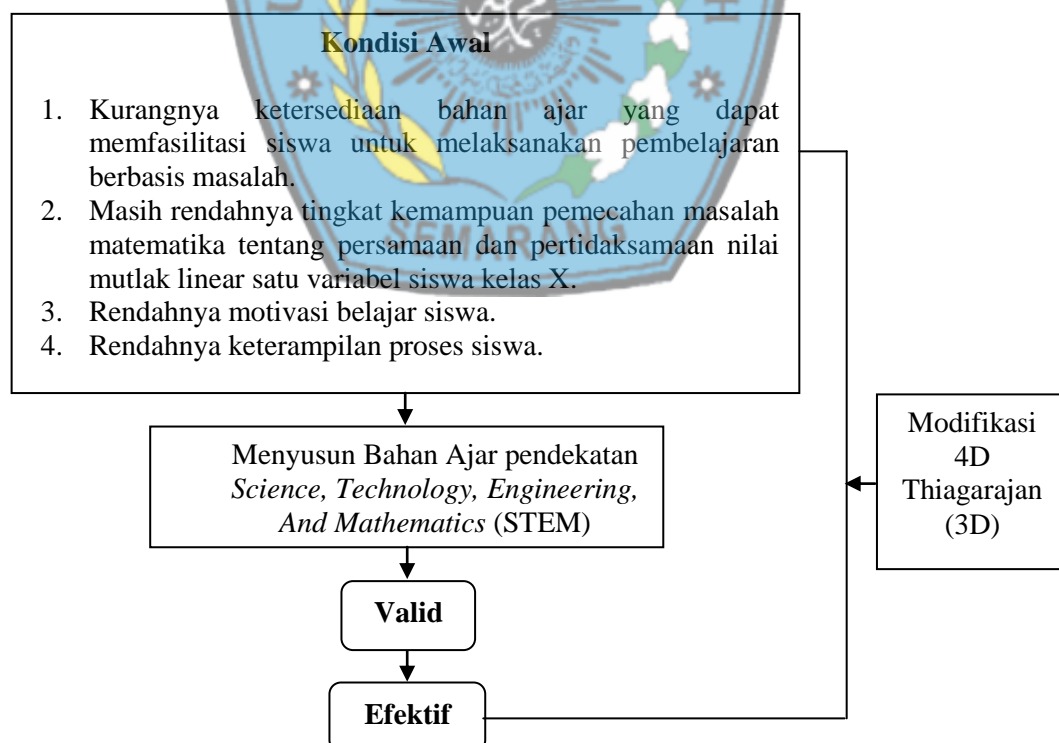 Kondisi Awal
1. Kurangnya ketersediaan bahan ajar yang dapat
memfasilitasi siswa untuk melaksanakan pembelajaran
berbasis masalah.
2. Masih rendahnya tingkat kemampuan pemecahan masalah
matematika tentang persamaan dan pertidaksamaan nilai
mutlak linear satu variabel siswa kelas X.
3. Rendahnya motivasi belajar siswa.
4. Rendahnya keterampilan proses siswa.
SEMARANG
Menyusun Bahan Ajar pendekatan
Science, Technology, Engineering,
And Mathematics (STEM)
Modifikasi
4D
Thiagarajan
(3D)
Valid
Efektif